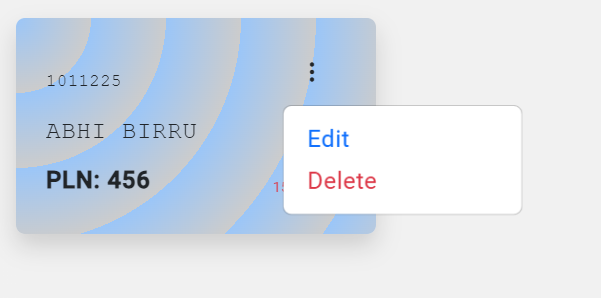 1011225
ABHI BIRRU
Edit
PLN: 456
Delete